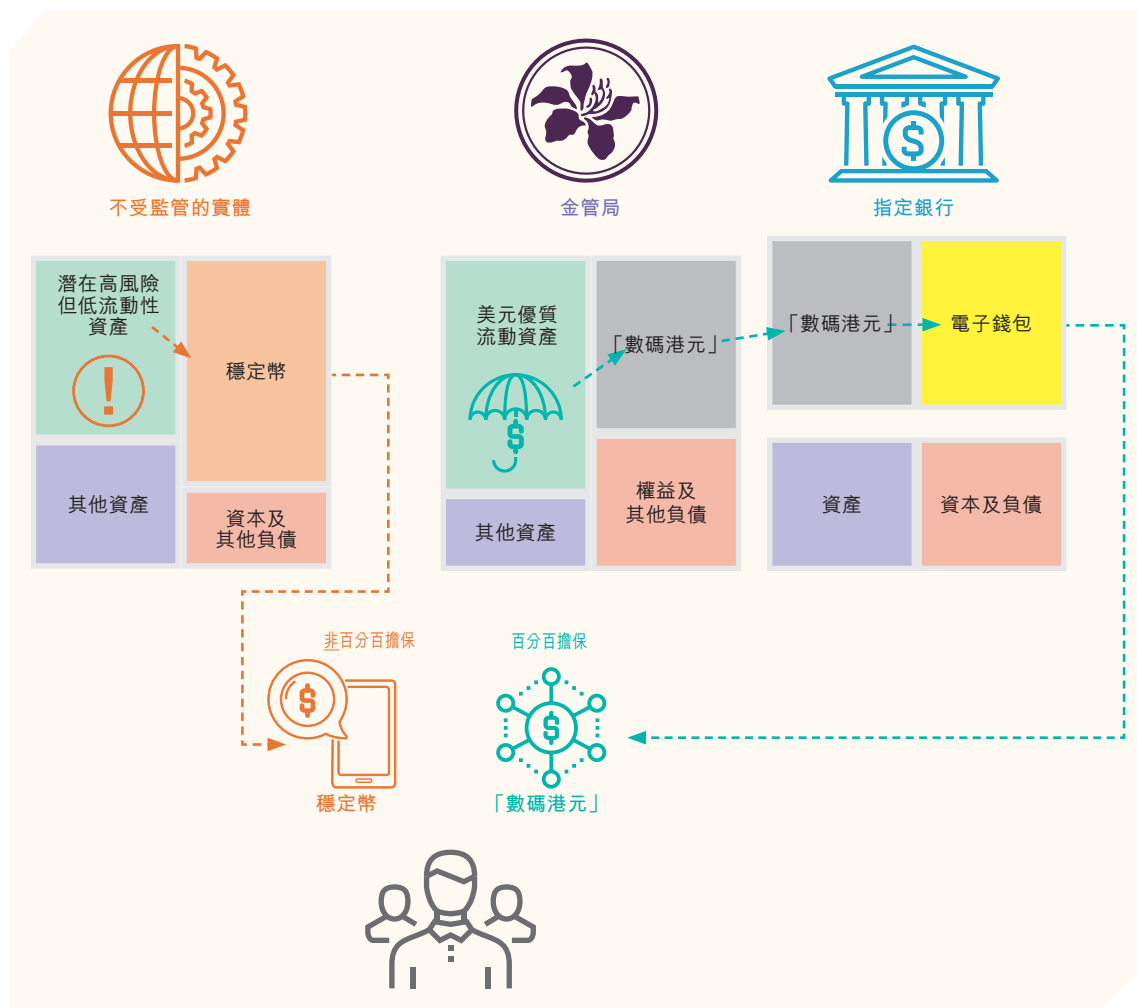 不受監管的實體
金管局
指定銀行
潛在高風險
但低流動性
資產
穩定幣
其他資產
資本及
其他負債
美元優質
流動資產
「數碼港元」
其他資產
權益及
其他負債
「數碼港元」
電子錢包
資產
資本及負債
非百分百擔保
百分百擔保
穩定幣
「數碼港元」